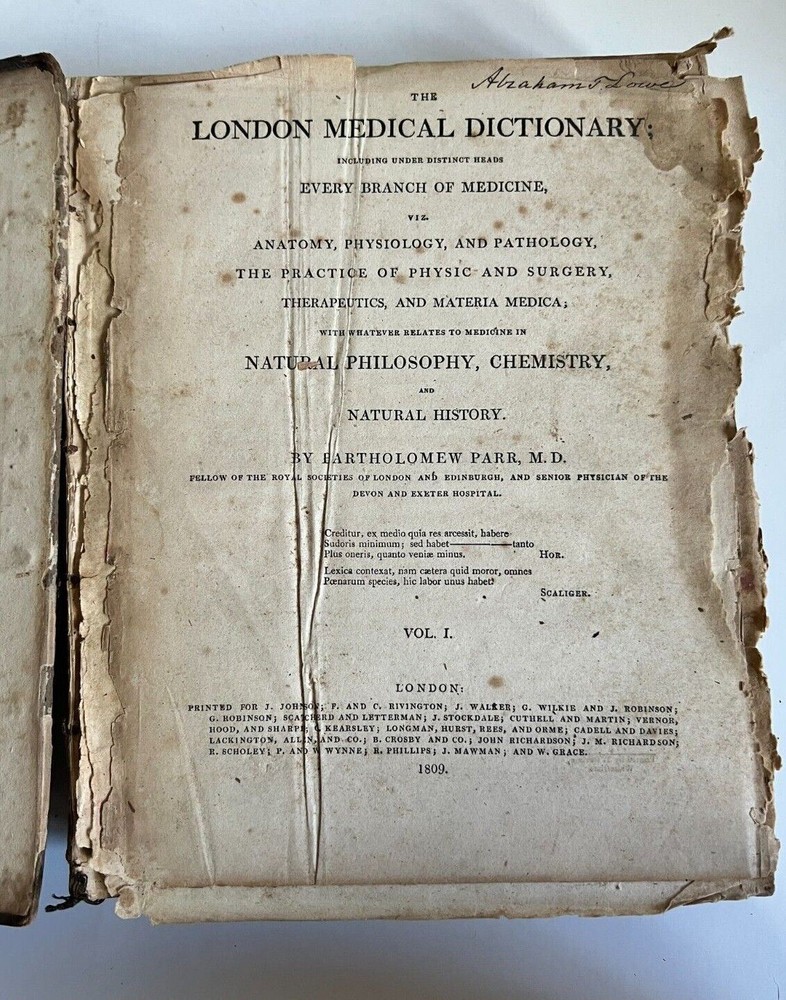 Abraham T Lowe
THE
LONDON MEDICAL DICTIONARY;
INCLUDING UNDER DISTINCT HEADS
EVERY BRANCH OF MEDICINE,
VIZ.
ANATOMY, PHYSIOLOGY, AND PATHOLOGY,
THE PRACTICE OF PHYSIC AND SURGERY,
THERAPEUTICS, AND MATERIA MEDICA;
WITH WHATEVER RELATES TO MEDICINE IN
NATURAL PHILOSOPHY, CHEMISTRY,
AND
NATURAL HISTORY.
BY BARTHOLOMEW PARR, M.D.
FELLOW OF THE ROYAL SOCIETIES OF LONDON AND EDINBURGH, AND SENIOR PHYSICIAN OF THE
DEVON AND EXETER HOSPITAL.
Creditur, ex medio quia res arcessit, habere
Sudoris minimum; sed habet————tanto
Plus oneris, quanto veniæ minus. HOR.
Lexica contexat, nam cætera quid moror, omnes
Pœnarum species, hic labor unus habet.
SCALIGER.
VOL. I.
LONDON:
PRINTED FOR J. JOHNSON; F. AND C. RIVINGTON; J. WALKER; G. WILKIE AND J. ROBINSON;
G. ROBINSON; SCATCHERD AND LETTERMAN; J. STOCKDALE; CUTHELL AND MARTIN; VERNOR,
HOOD, AND SHARPE; G. KEARSLEY; LONGMAN, HURST, REES, AND ORME; CADELL AND DAVIES;
LACKINGTON, ALLEN, AND CO.; B. CROSBY AND CO.; JOHN RICHARDSON; J. M. RICHARDSON;
R. SCHOLEY; P. AND W. WYNNE; R. PHILLIPS; J. MAWMAN; AND W. GRACE.
1809.